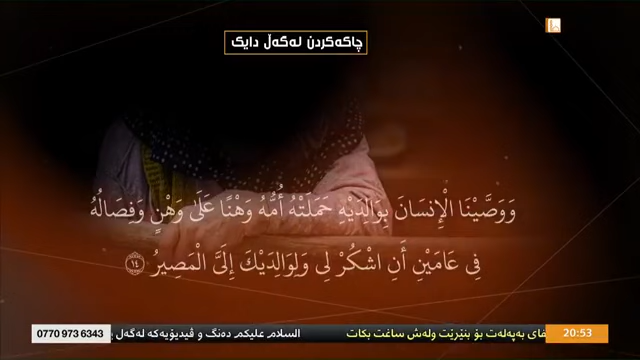 چاکەکردن لەگەڵ دایک
وَوَصَّيْنَا الْإِنسَانَ بِوَالِدَيْهِ حَمَلَتْهُ أُمُّهُ وَهْنًا عَلَىٰ وَهْنٍ وَفِصَالُهُ
فِي عَامَيْنِ أَنِ اشْكُرْ لِي وَلِوَالِدَيْكَ إِلَيَّ الْمَصِيرُ ١٤
20:53
فای بەپەلەت بۆ بنێرێت ولەش ساغت بکات
السلام علیکم دەنگ و ڤیدیۆیەکە لەگەل
0770 973 6343